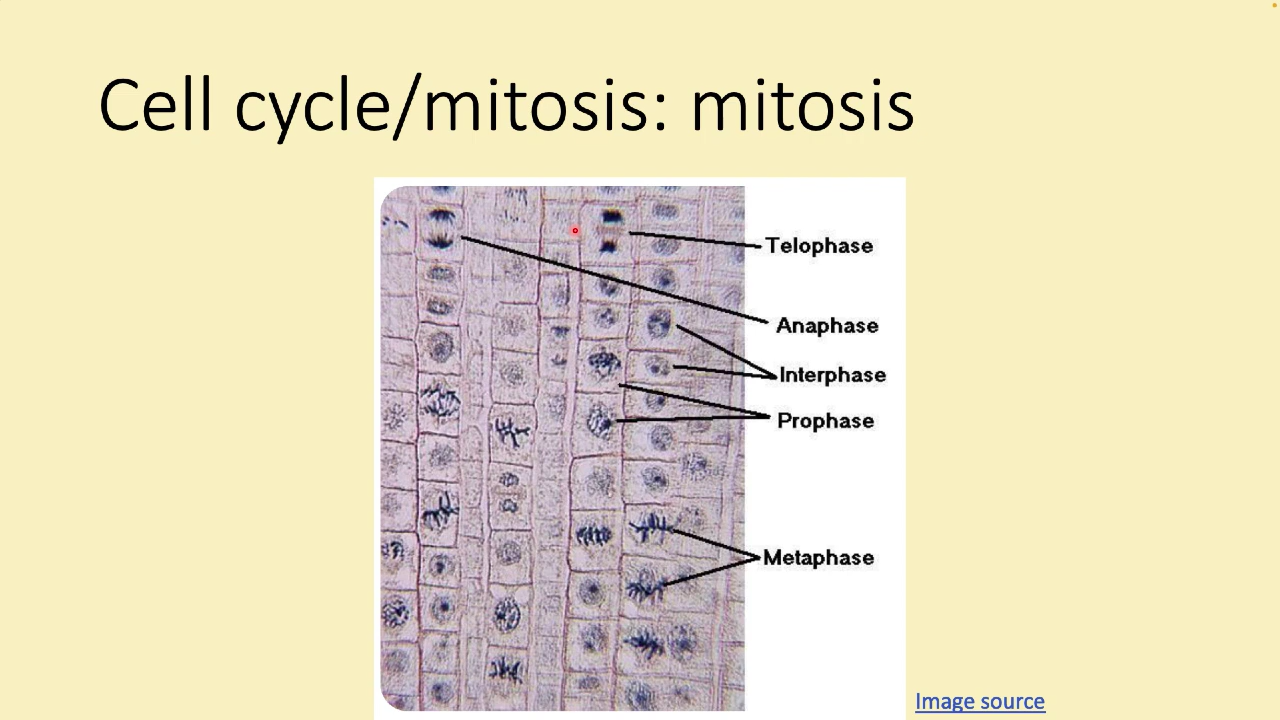 Cell cycle/mitosis: mitosis
Telophase
Anaphase
Interphase
Prophase
Metaphase
Image source